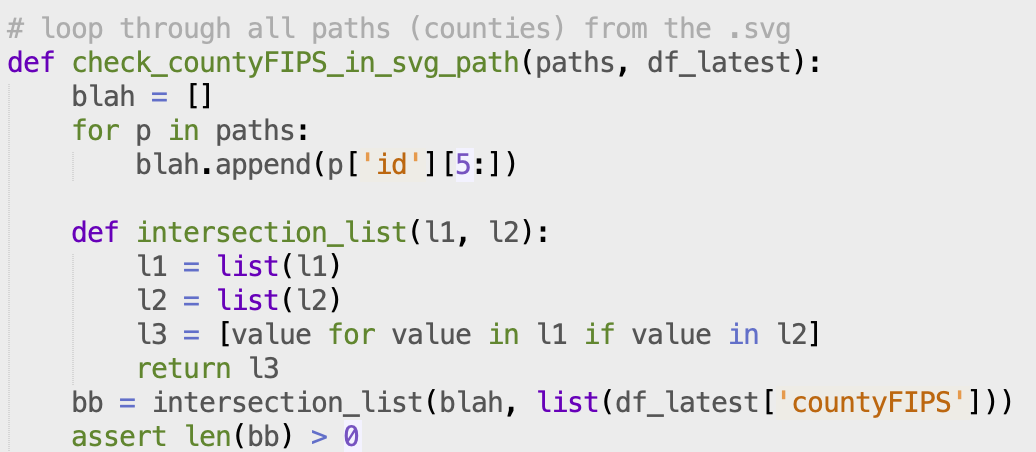 # loop through all paths (counties) from the .svg
def check_countyFIPS_in_svg_path(paths, df_latest):
    blah = []
    for p in paths:
        blah.append(p['id'][5:])

    def intersection_list(l1, l2):
        l1 = list(l1)
        l2 = list(l2)
        l3 = [value for value in l1 if value in l2]
        return l3
    bb = intersection_list(blah, list(df_latest['countyFIPS']))
    assert len(bb) > 0